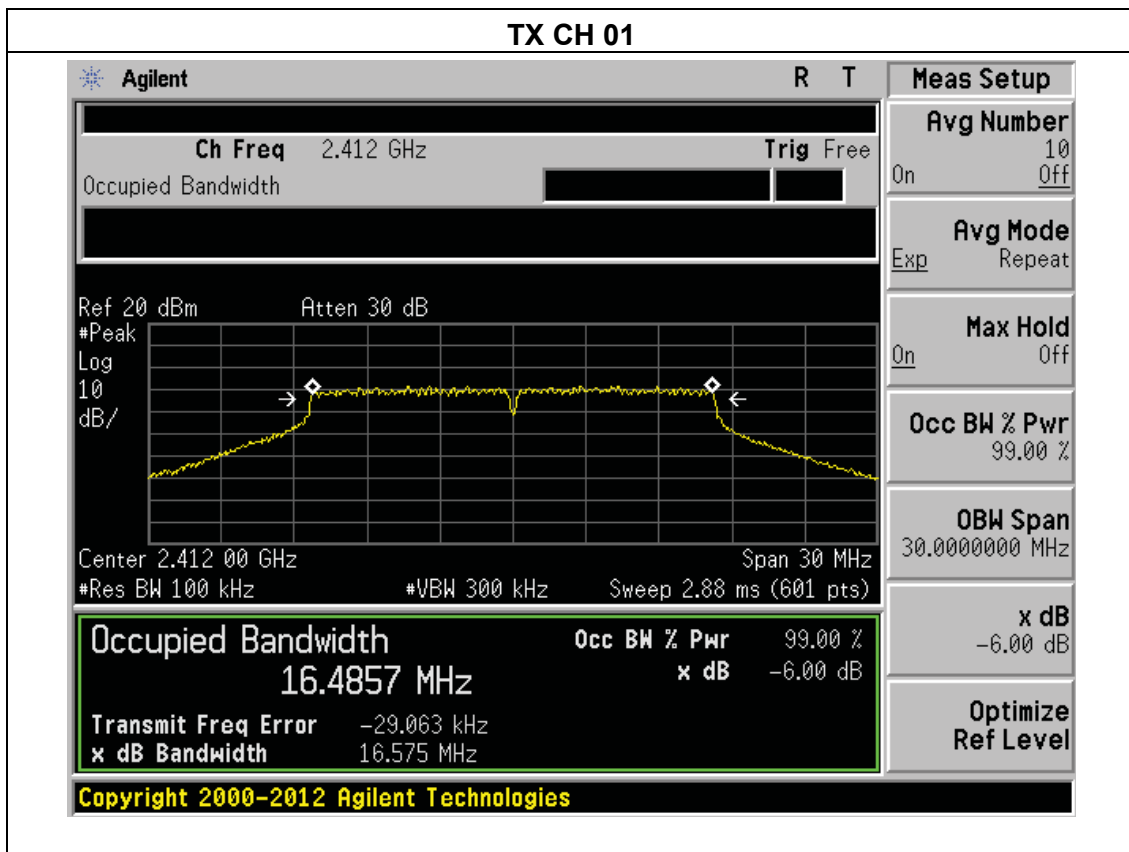 TX CH 01
Agilent R T
Ch Freq 2.412 GHz Trig Free
Occupied Bandwidth
Ref 20 dBm Atten 30 dB
#Peak
Log
10
dB/
Center 2.412 00 GHz Span 30 MHz
#Res BW 100 kHz #VBW 300 kHz Sweep 2.88 ms (601 pts)
Occupied Bandwidth Occ BW % Pwr 99.00 %
16.4857 MHz x dB -6.00 dB
Transmit Freq Error -29.063 kHz
x dB Bandwidth 16.575 MHz
Copyright 2000-2012 Agilent Technologies
Meas Setup
Avg Number
10
On Off
Avg Mode
Exp Repeat
Max Hold
On Off
Occ BW % Pwr
99.00 %
OBW Span
30.0000000 MHz
x dB
-6.00 dB
Optimize
Ref Level